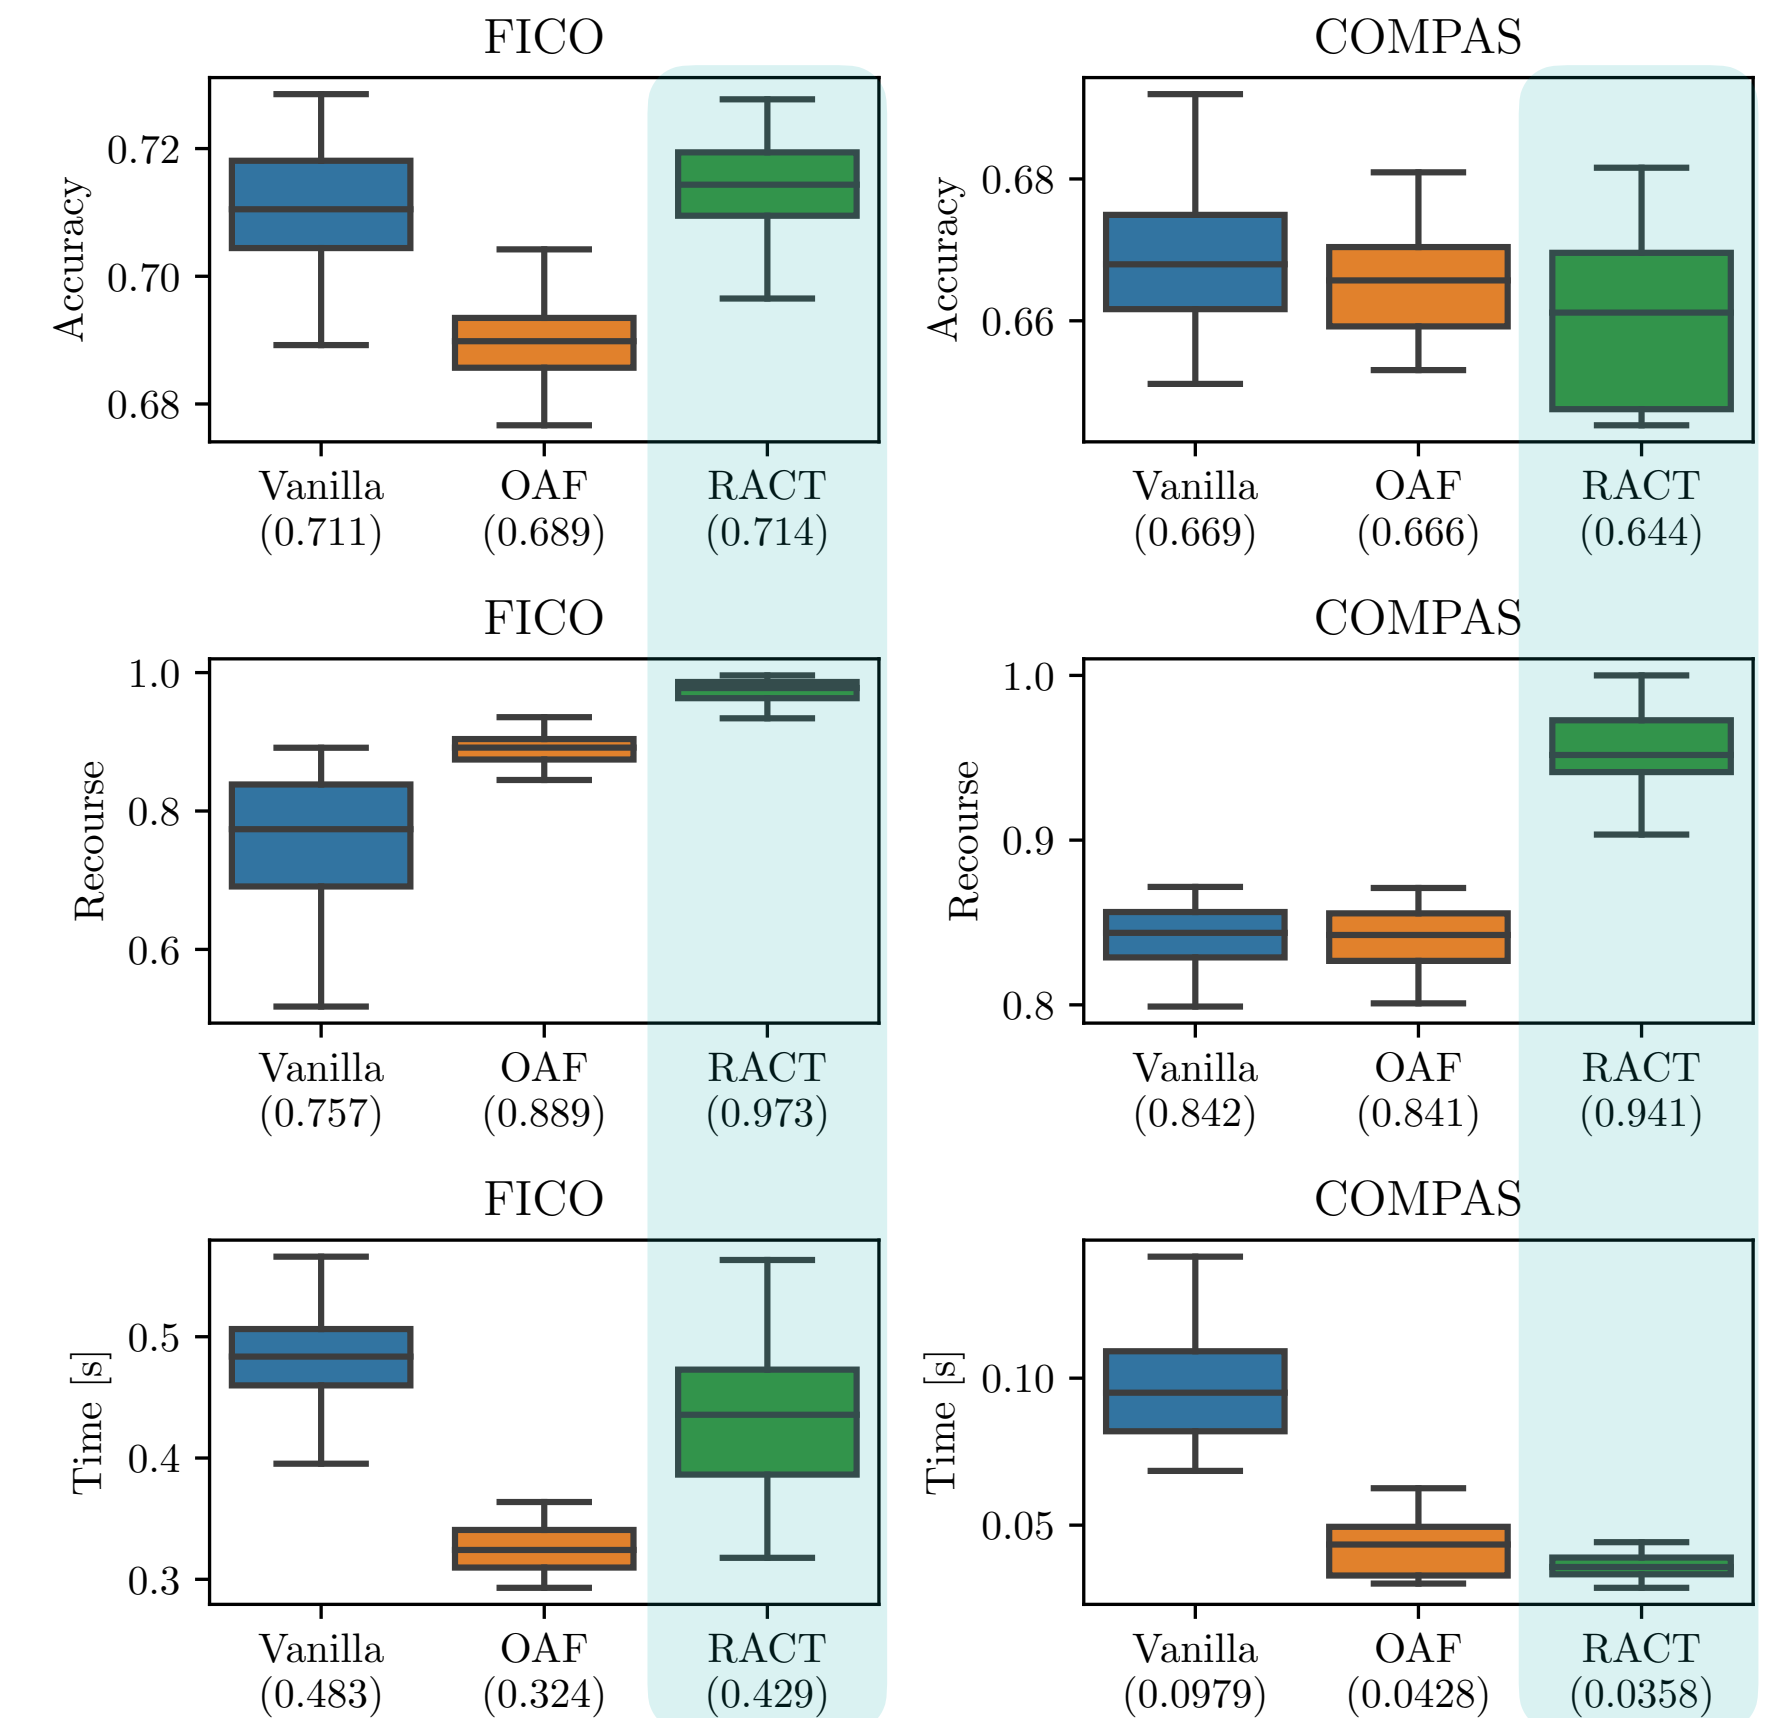 FICO
Accuracy
0.72
0.70
0.68
Vanilla OAF RACT
(0.711) (0.689) (0.714)
COMPAS
Accuracy
0.68
0.66
Vanilla OAF RACT
(0.669) (0.666) (0.644)
FICO
Recourse
1.0
0.8
0.6
Vanilla OAF RACT
(0.757) (0.889) (0.973)
COMPAS
Recourse
1.0
0.9
0.8
Vanilla OAF RACT
(0.842) (0.841) (0.941)
FICO
Time [s]
0.5
0.4
0.3
Vanilla OAF RACT
(0.483) (0.324) (0.429)
COMPAS
Time [s]
0.10
0.05
Vanilla OAF RACT
(0.0979) (0.0428) (0.0358)